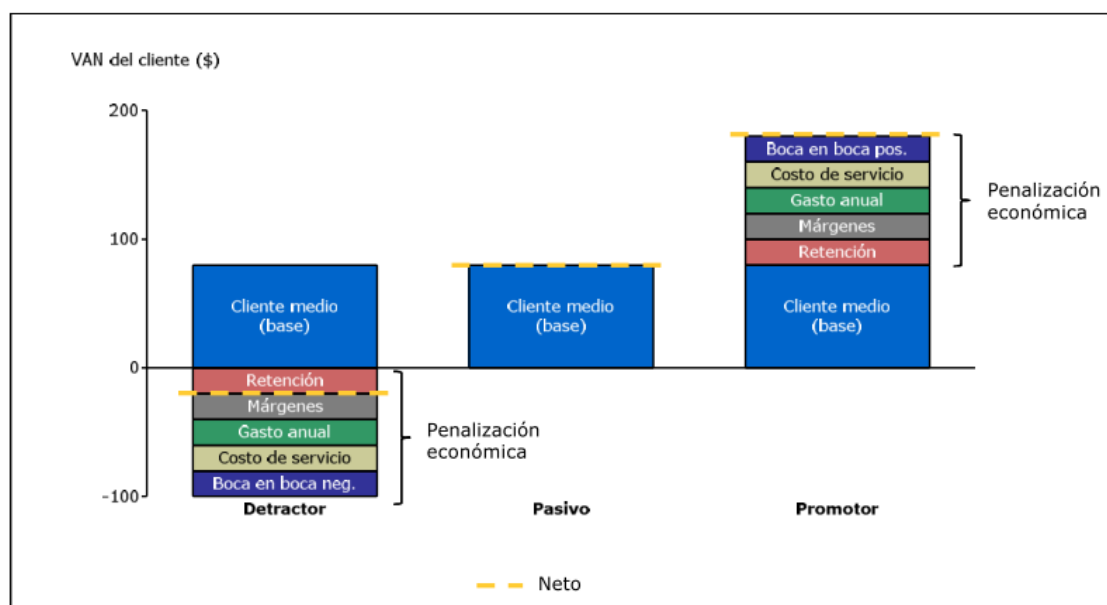 VAN del cliente ($)
200
100
0
-100
Cliente medio
(base)
Retención
Márgenes
Gasto anual
Costo de servicio
Boca en boca neg.
Detractor
Penalización
económica
Cliente medio
(base)
Pasivo
Boca en boca pos.
Costo de servicio
Gasto anual
Márgenes
Retención
Cliente medio
(base)
Promotor
Penalización
económica
Neto